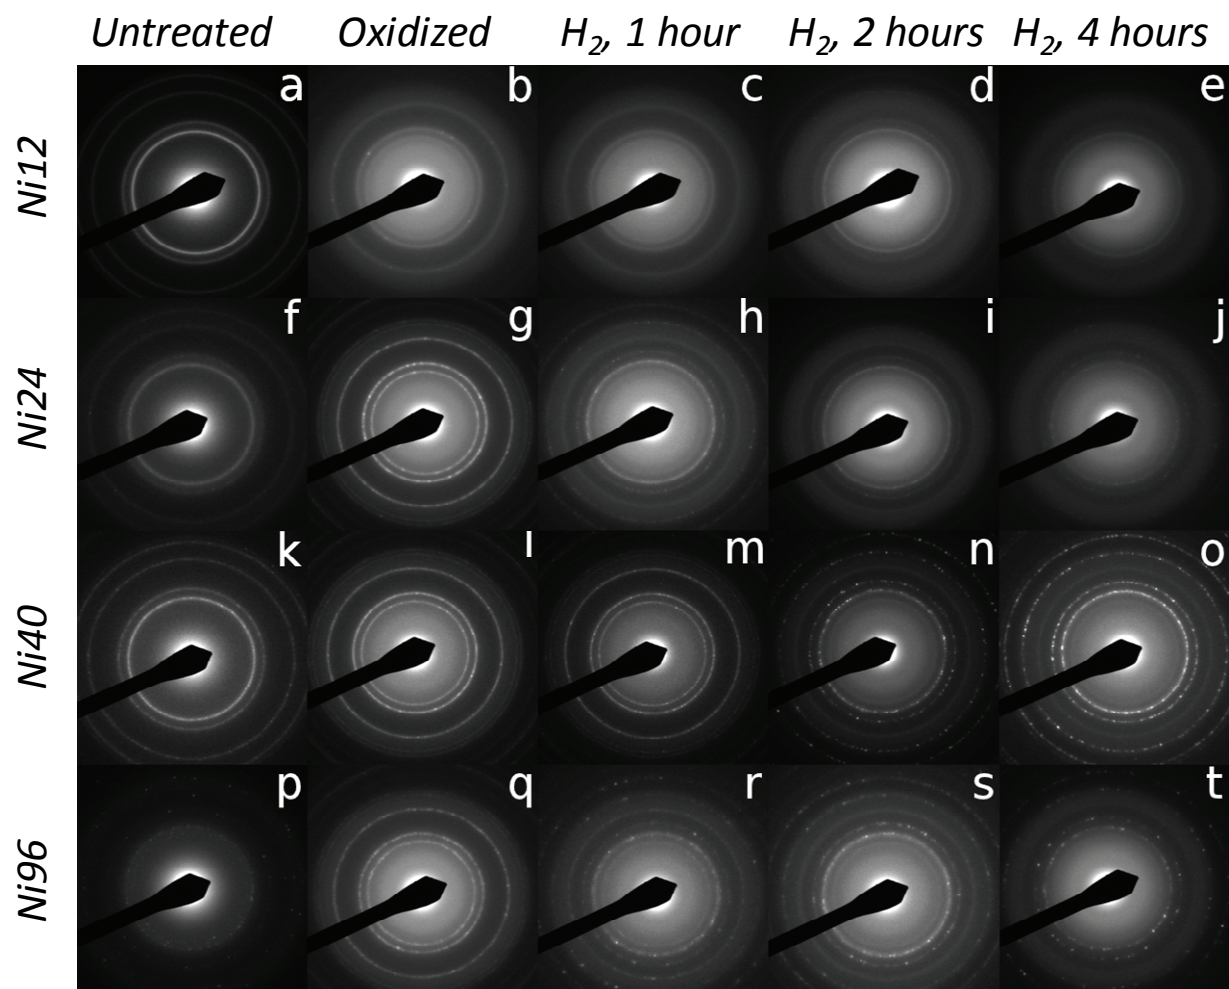 Untreated Oxidized H₂, 1 hour H₂, 2 hours H₂, 4 hours
Ni12
a b c d e
Ni24
f g h i j
Ni40
k l m n o
Ni96
p q r s t